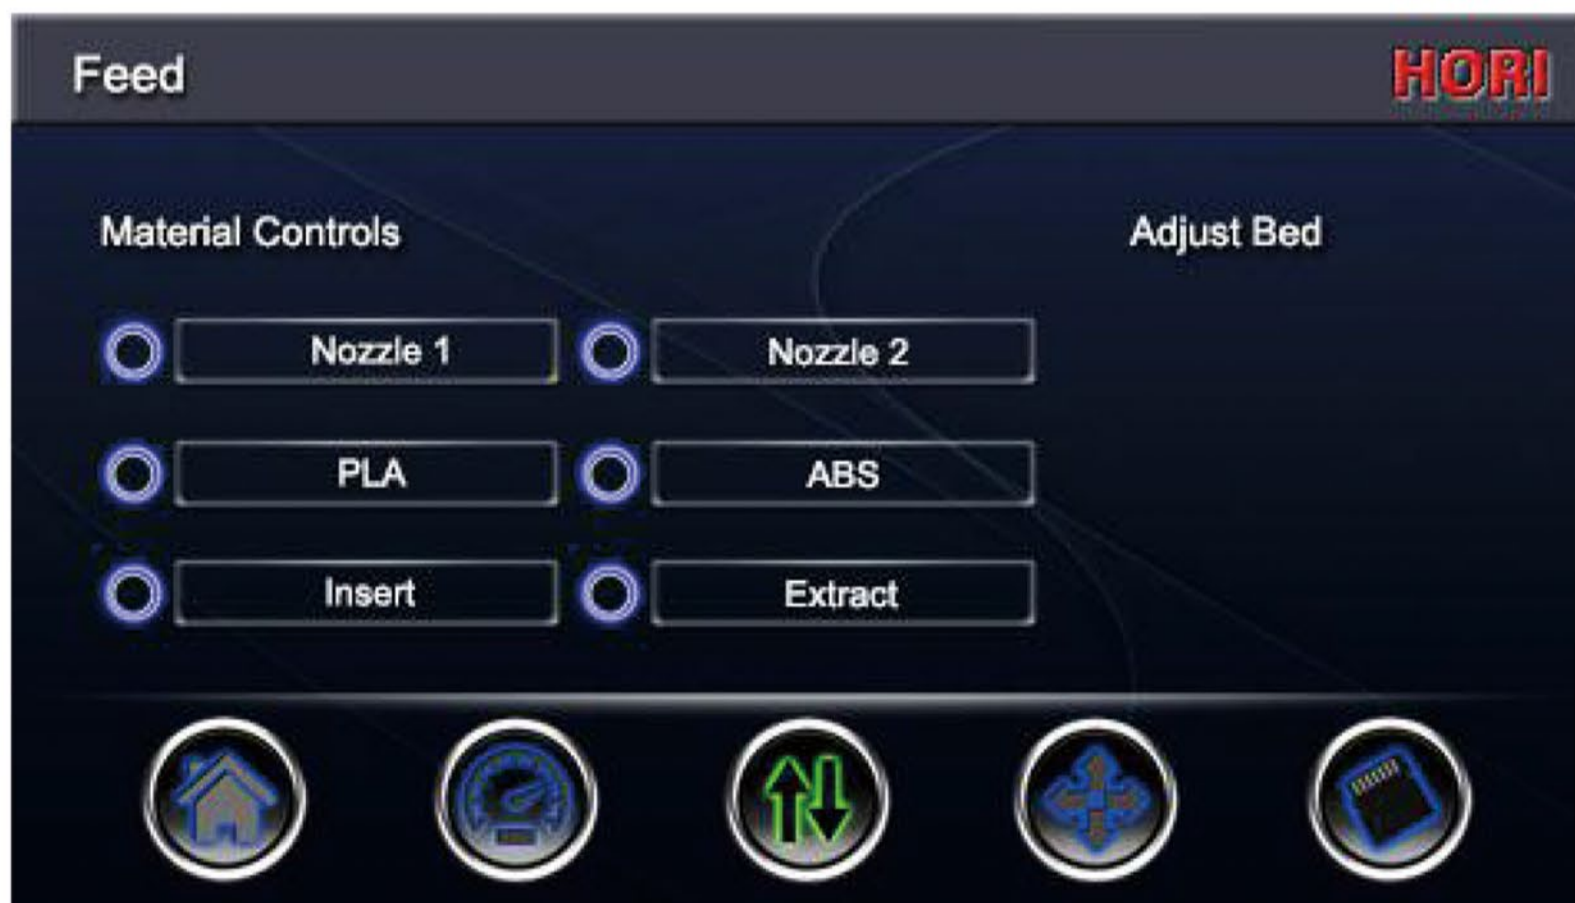 Feed
HORI
Material Controls
Adjust Bed
Nozzle 1
Nozzle 2
PLA
ABS
Insert
Extract